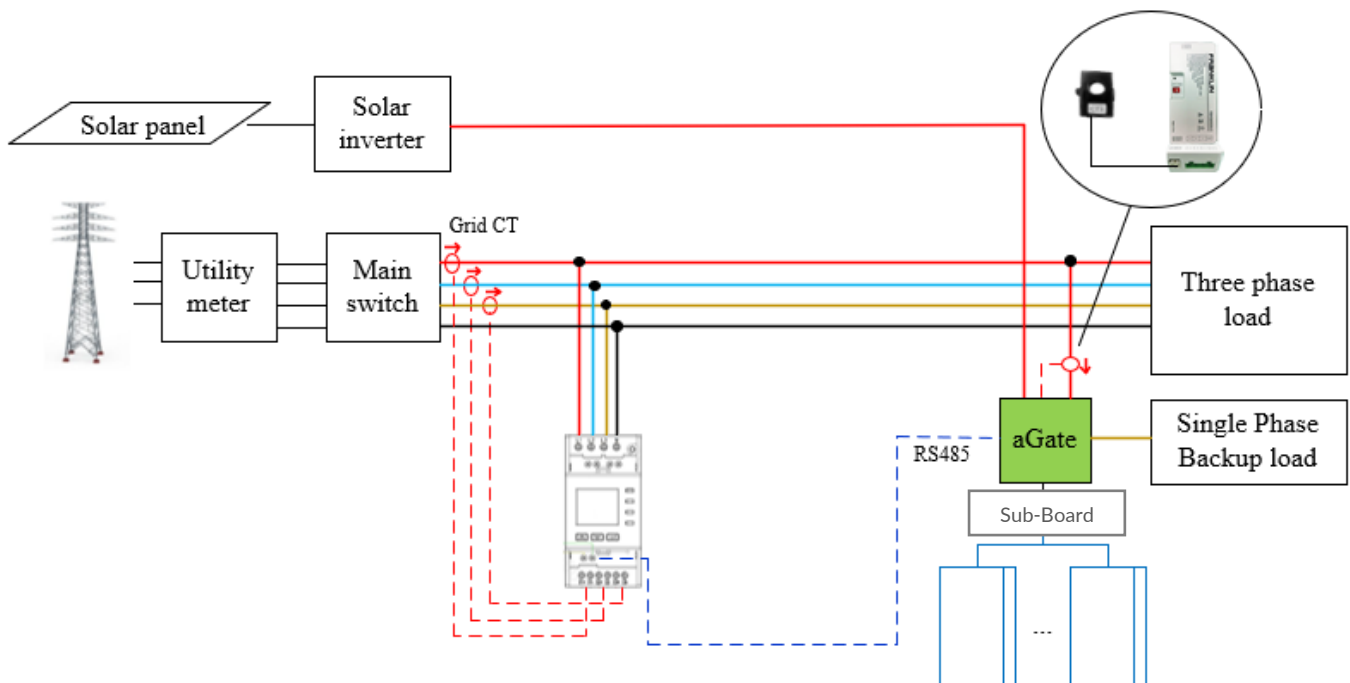 Solar panel
Solar
inverter
FRANKLIN
Grid CT
Utility
meter
Main
switch
Three phase
load
aGate
Single Phase
Backup load
RS485
Sub-Board
...